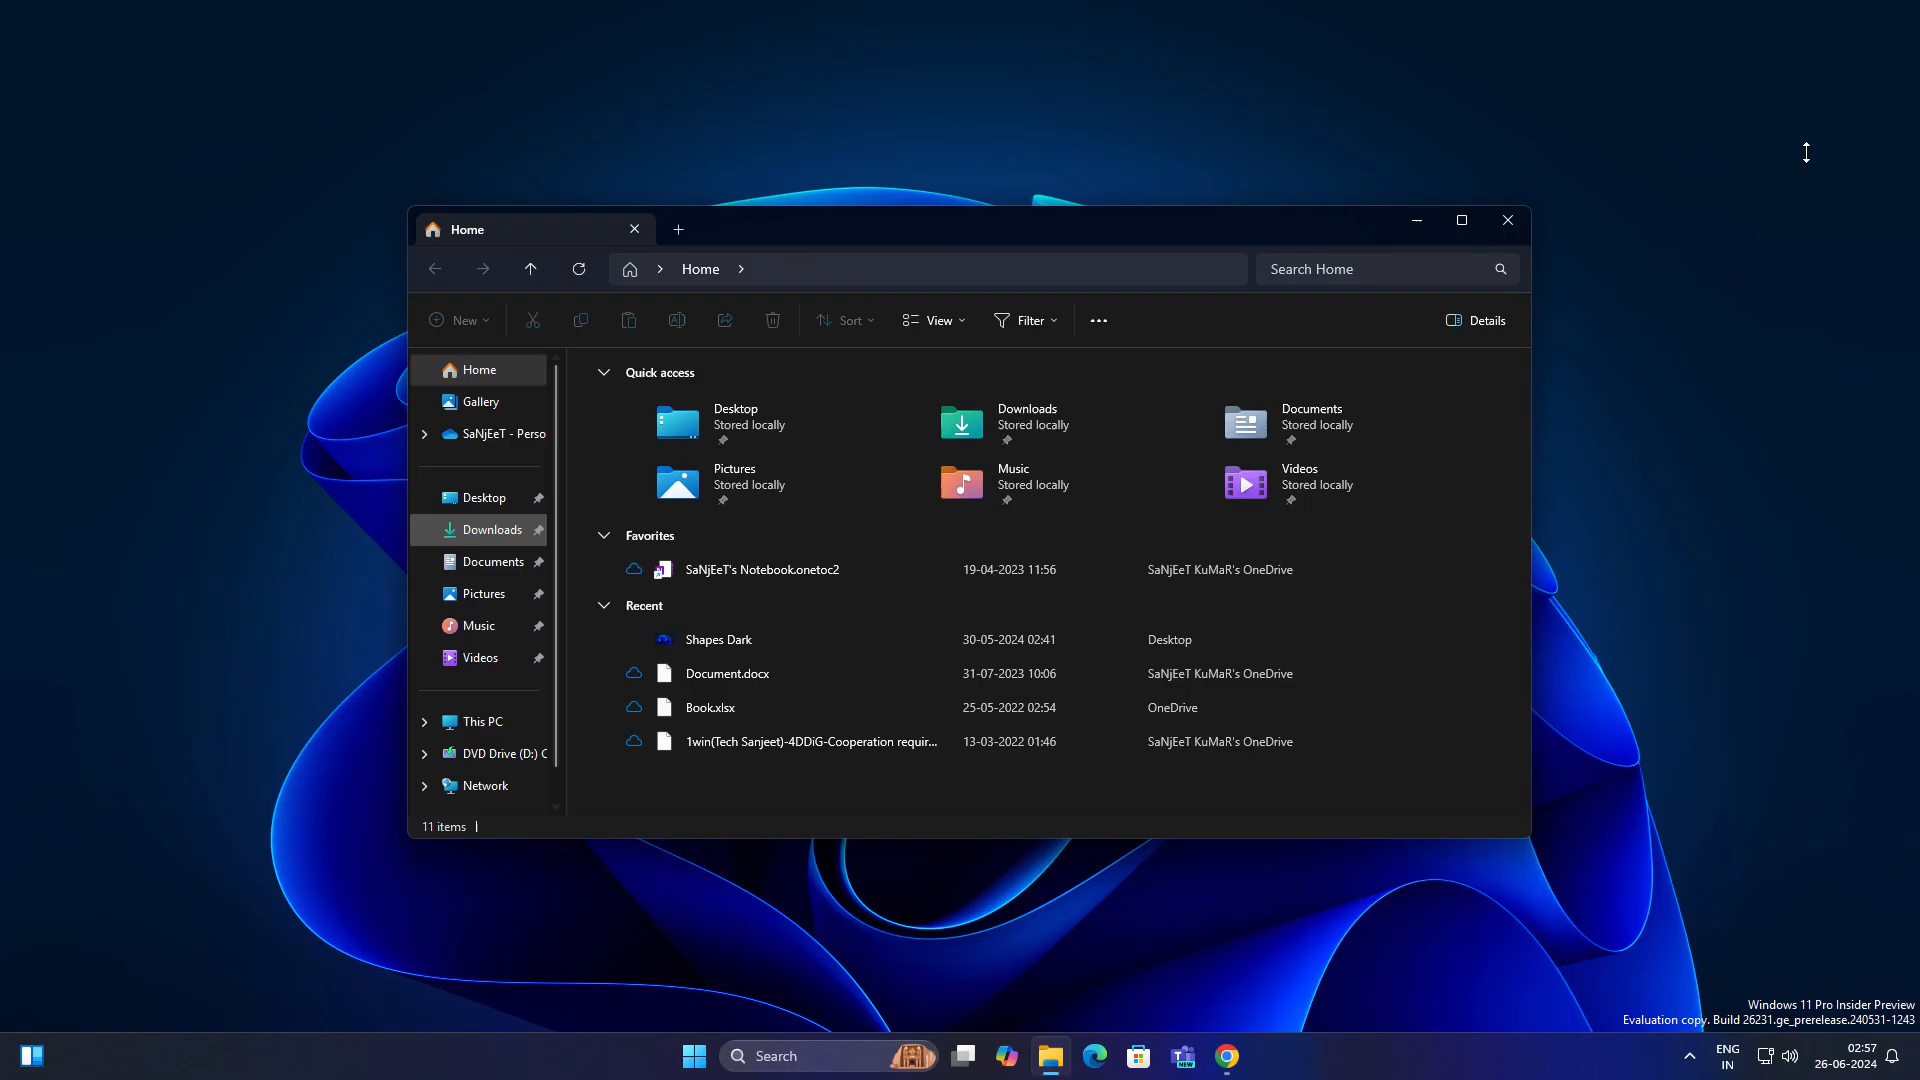 Home
Home
Search Home
New
Sort
View
Filter
Details
Home
Gallery
SaNjEeT - Perso
Desktop
Downloads
Documents
Pictures
Music
Videos
This PC
DVD Drive (D:) C
Network
Quick access
Desktop
Stored locally
Downloads
Stored locally
Documents
Stored locally
Pictures
Stored locally
Music
Stored locally
Videos
Stored locally
Favorites
SaNjEeT's Notebook.onetoc2 19-04-2023 11:56 SaNjEeT KuMaR's OneDrive
Recent
Shapes Dark 30-05-2024 02:41 Desktop
Document.docx 31-07-2023 10:06 SaNjEeT KuMaR's OneDrive
Book.xlsx 25-05-2022 02:54 OneDrive
1win(Tech Sanjeet)-4DDiG-Cooperation requir... 13-03-2022 01:46 SaNjEeT KuMaR's OneDrive
11 items
Windows 11 Pro Insider Preview
Evaluation copy. Build 26231.ge_prerelease.240531-1243
Search
NEW
ENG
IN
02:57
26-06-2024